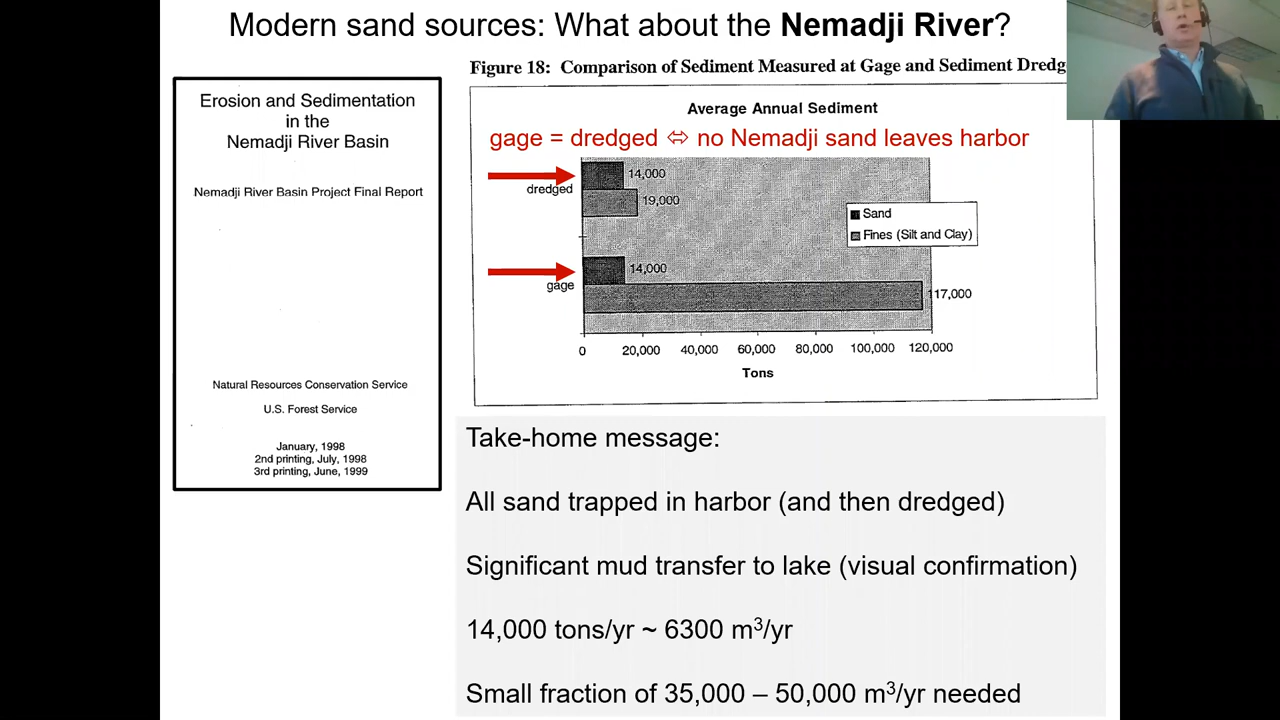 Modern sand sources: What about the Nemadji River?
Erosion and Sedimentation
in the
Nemadji River Basin
Nemadji River Basin Project Final Report
Natural Resources Conservation Service
U.S. Forest Service
January, 1998
2nd printing, July, 1998
3rd printing, June, 1999
Figure 18: Comparison of Sediment Measured at Gage and Sediment Dredg
Average Annual Sediment
gage = dredged ⬄ no Nemadji sand leaves harbor
14,000
dredged
19,000
Sand
Fines (Silt and Clay)
14,000
gage
117,000
0 20,000 40,000 60,000 80,000 100,000 120,000
Tons
Take-home message:
All sand trapped in harbor (and then dredged)
Significant mud transfer to lake (visual confirmation)
14,000 tons/yr ~ 6300 m³/yr
Small fraction of 35,000 – 50,000 m³/yr needed